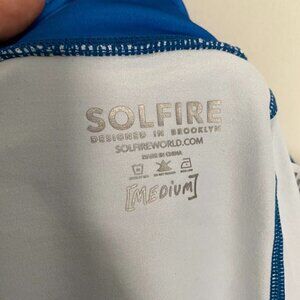 SOLFIRE
DESIGNED IN BROOKLYN
SOLFIREWORLD.COM
MADE IN CHINA
[MEDIUM]